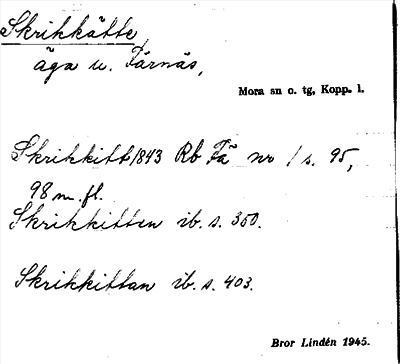 Skrikkätte
äga u. Färnäs,
Mora sn o. tg, Kopp. l.
Skrikkitt 1843 Rb Fä nr 1 s. 95,
98 m. fl.
Skrikkitten ib. s. 350.
Skrikkittan ib. s. 403.
Bror Lindén 1945.